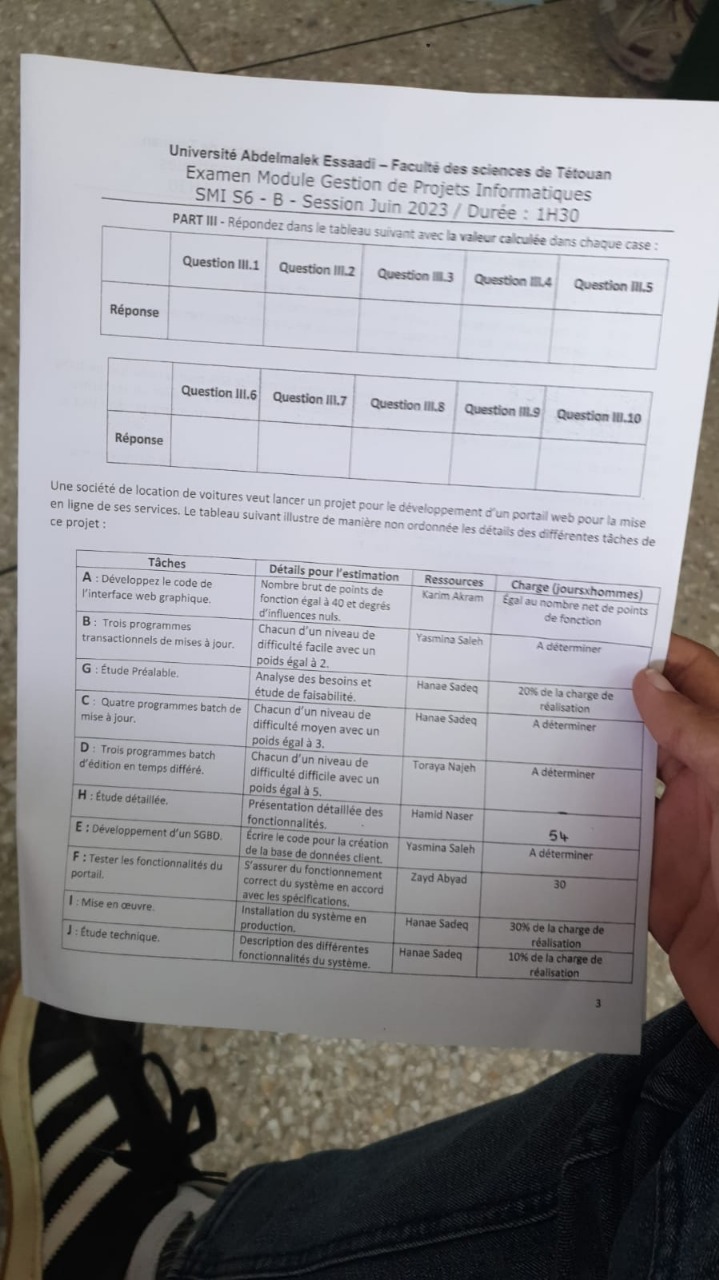 Université Abdelmalek Essaadi – Faculté des sciences de Tétouan
Examen Module Gestion de Projets Informatiques
SMI S6 - B - Session Juin 2023 / Durée : 1H30
PART III - Répondez dans le tableau suivant avec la valeur calculée dans chaque case :
Question III.1 Question III.2 Question III.3 Question III.4 Question III.5
Réponse
Question III.6 Question III.7 Question III.8 Question III.9 Question III.10
Réponse
Une société de location de voitures veut lancer un projet pour le développement d'un portail web pour la mise
en ligne de ses services. Le tableau suivant illustre de manière non ordonnée les détails des différentes tâches de
ce projet :
Tâches Détails pour l'estimation Ressources Charge (joursxhommes)
A : Développez le code de
l'interface web graphique.
Nombre brut de points de
fonction égal à 40 et degrés
d'influences nuls.
Karim Akram
Égal au nombre net de points
de fonction
B : Trois programmes
transactionnels de mises à jour.
Chacun d'un niveau de
difficulté facile avec un
poids égal à 2.
Yasmina Saleh
A déterminer
G : Étude Préalable.
Analyse des besoins et
étude de faisabilité.
Hanae Sadeq
20% de la charge de
réalisation
C : Quatre programmes batch de
mise à jour.
Chacun d'un niveau de
difficulté moyen avec un
poids égal à 3.
Hanae Sadeq
A déterminer
D : Trois programmes batch
d'édition en temps différé.
Chacun d'un niveau de
difficulté difficile avec un
poids égal à 5.
Toraya Najeh
A déterminer
H : Étude détaillée.
Présentation détaillée des
fonctionnalités.
Hamid Naser
54
E : Développement d'un SGBD.
Écrire le code pour la création
de la base de données client.
Yasmina Saleh
A déterminer
F : Tester les fonctionnalités du
portail.
S'assurer du fonctionnement
correct du système en accord
avec les spécifications.
Zayd Abyad
30
I : Mise en œuvre.
Installation du système en
production.
Hanae Sadeq
30% de la charge de
réalisation
J : Étude technique.
Description des différentes
fonctionnalités du système.
Hanae Sadeq
10% de la charge de
réalisation
3